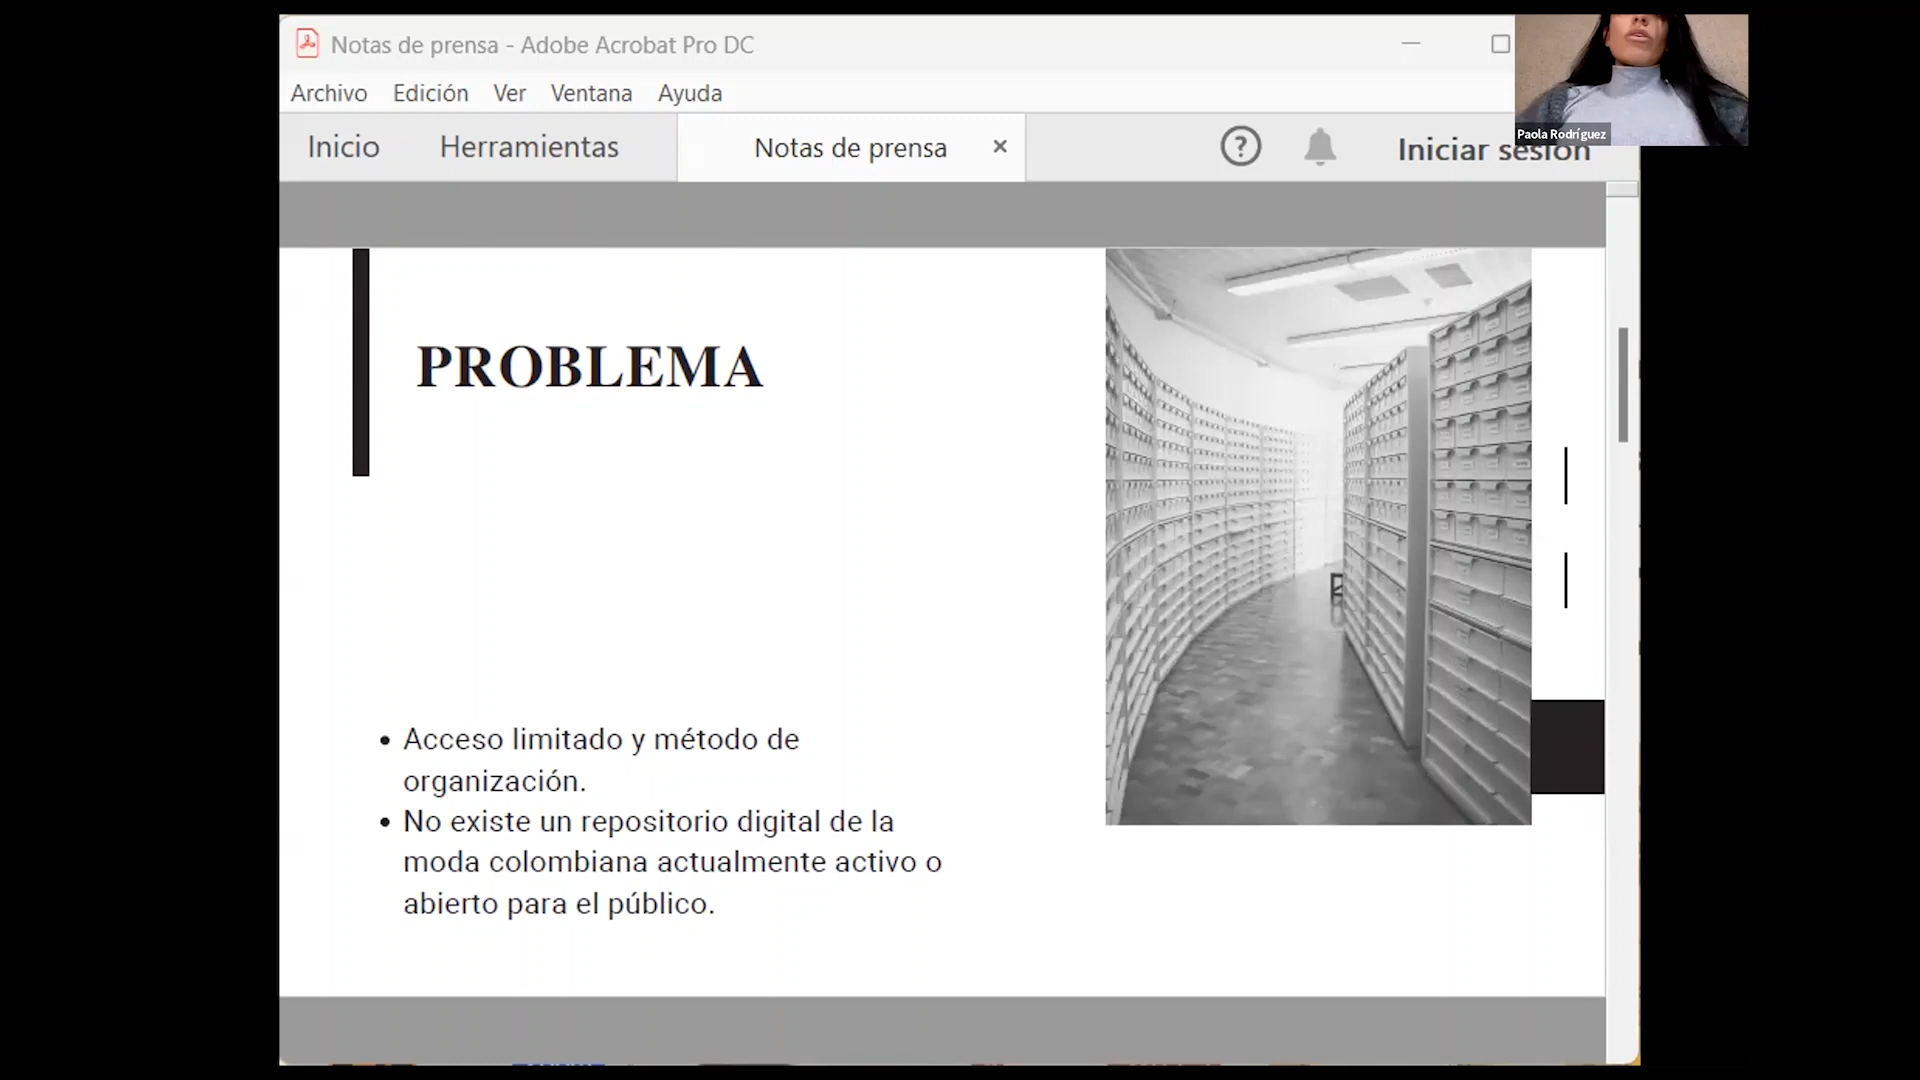 Notas de prensa - Adobe Acrobat Pro DC
Archivo Edición Ver Ventana Ayuda
Inicio Herramientas Notas de prensa Iniciar sesión
Paola Rodríguez
PROBLEMA
• Acceso limitado y método de
organización.
• No existe un repositorio digital de la
moda colombiana actualmente activo o
abierto para el público.